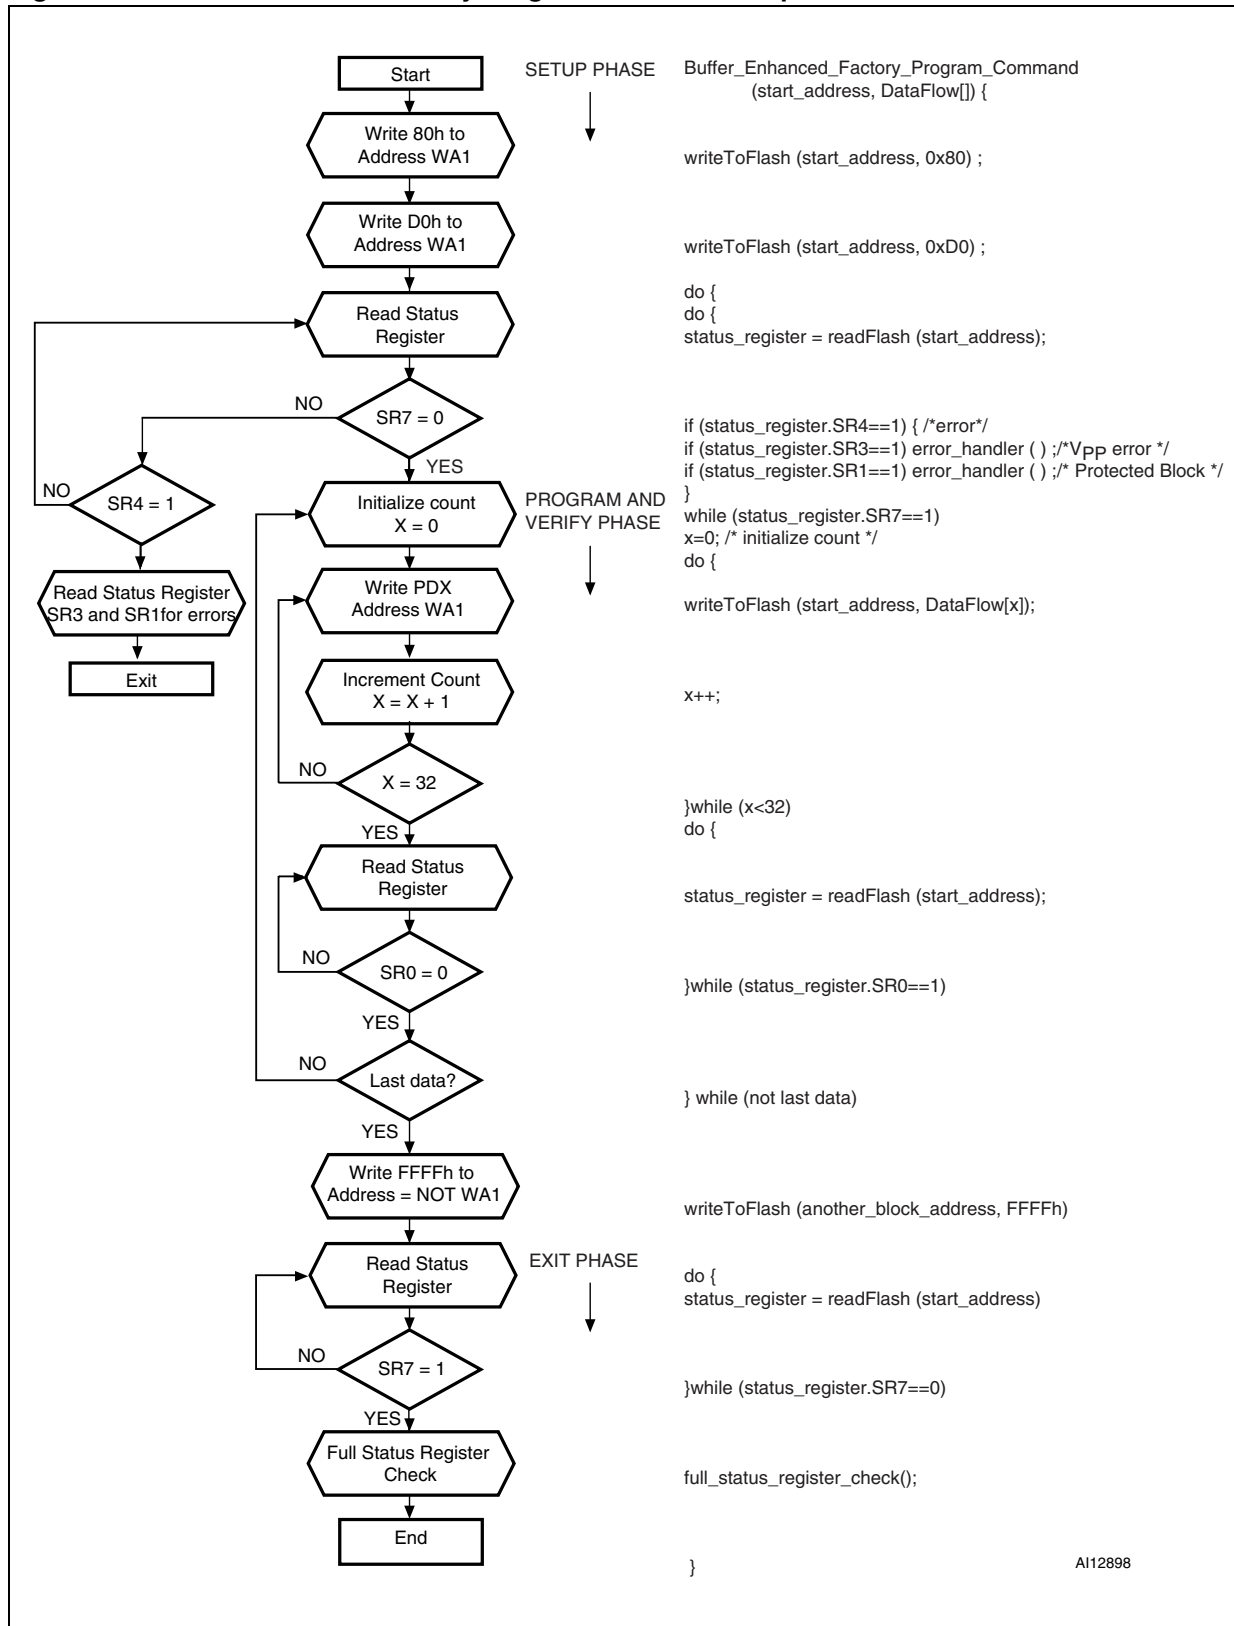 Start
SETUP PHASE
Buffer_Enhanced_Factory_Program_Command
(start_address, DataFlow[]) {
Write 80h to
Address WA1
writeToFlash (start_address, 0x80) ;
Write D0h to
Address WA1
writeToFlash (start_address, 0xD0) ;
do {
do {
Read Status
Register
status_register = readFlash (start_address);
NO
SR7 = 0
YES
if (status_register.SR4==1) { /*error*/
if (status_register.SR3==1) error_handler ( ) ;/*VPP error */
if (status_register.SR1==1) error_handler ( ) ;/* Protected Block */
}
NO
SR4 = 1
Initialize count
X = 0
PROGRAM AND
VERIFY PHASE
while (status_register.SR7==1)
x=0; /* initialize count */
do {
Read Status Register
SR3 and SR1for errors
Exit
Write PDX
Address WA1
writeToFlash (start_address, DataFlow[x]);
Increment Count
X = X + 1
x++;
NO
X = 32
YES
}while (x<32)
do {
Read Status
Register
status_register = readFlash (start_address);
NO
SR0 = 0
YES
}while (status_register.SR0==1)
NO
Last data?
YES
} while (not last data)
Write FFFFh to
Address = NOT WA1
writeToFlash (another_block_address, FFFFh)
Read Status
Register
EXIT PHASE
do {
status_register = readFlash (start_address)
NO
SR7 = 1
YES
}while (status_register.SR7==0)
Full Status Register
Check
full_status_register_check();
End
}
AI12898